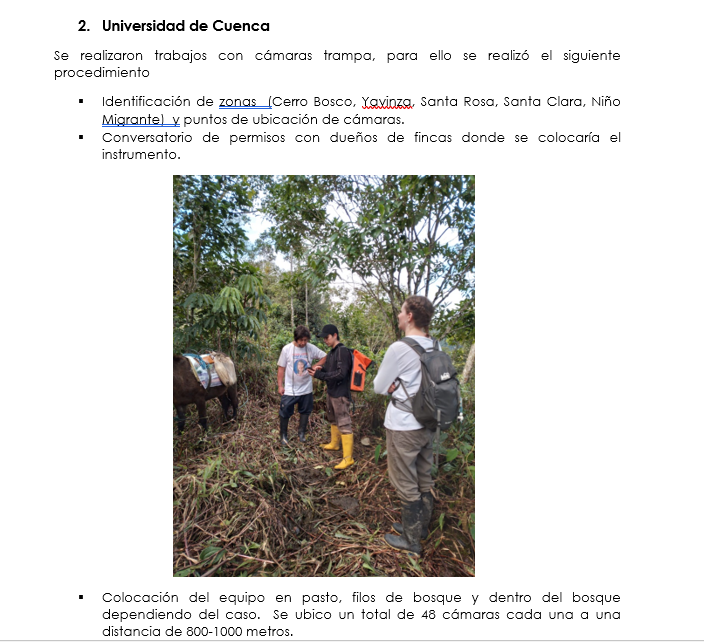 2. Universidad de Cuenca
Se realizaron trabajos con cámaras trampa, para ello se realizó el siguiente
procedimiento
▪ Identificación de zonas (Cerro Bosco, Yavinza, Santa Rosa, Santa Clara, Niño
Migrante) y puntos de ubicación de cámaras.
▪ Conversatorio de permisos con dueños de fincas donde se colocaría el
instrumento.
▪ Colocación del equipo en pasto, filos de bosque y dentro del bosque
dependiendo del caso. Se ubico un total de 48 cámaras cada una a una
distancia de 800-1000 metros.